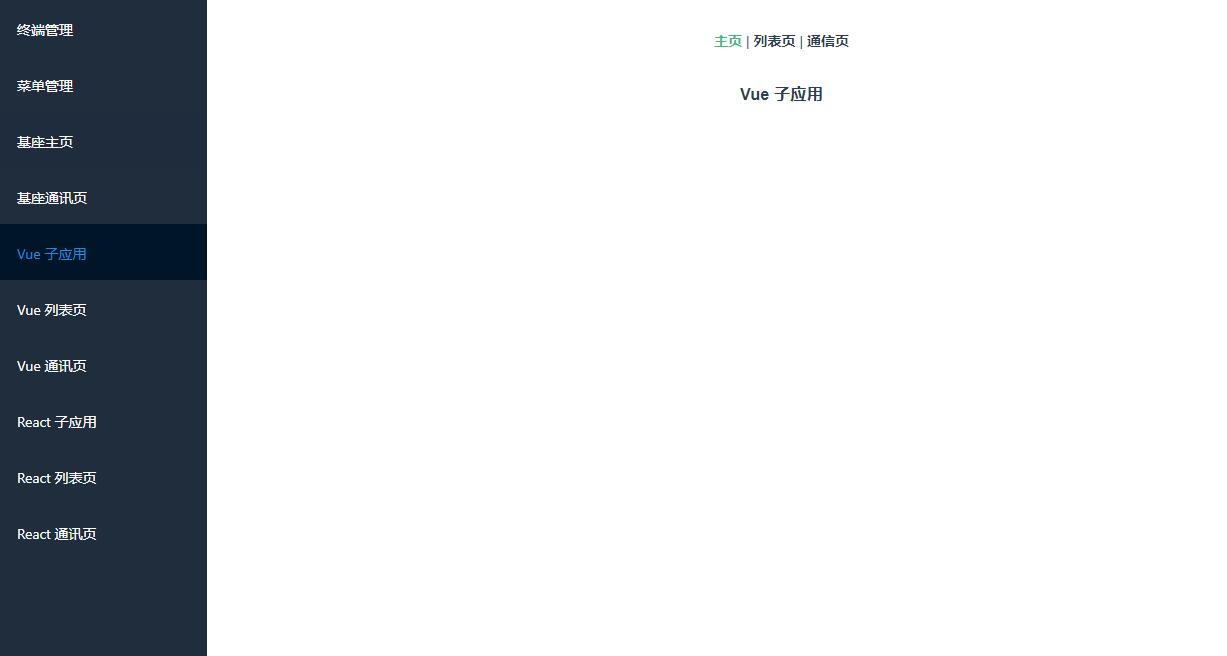 终端管理
菜单管理
基座主页
基座通讯页
Vue 子应用
Vue 列表页
Vue 通讯页
React 子应用
React 列表页
React 通讯页
主页 | 列表页 | 通信页
Vue 子应用